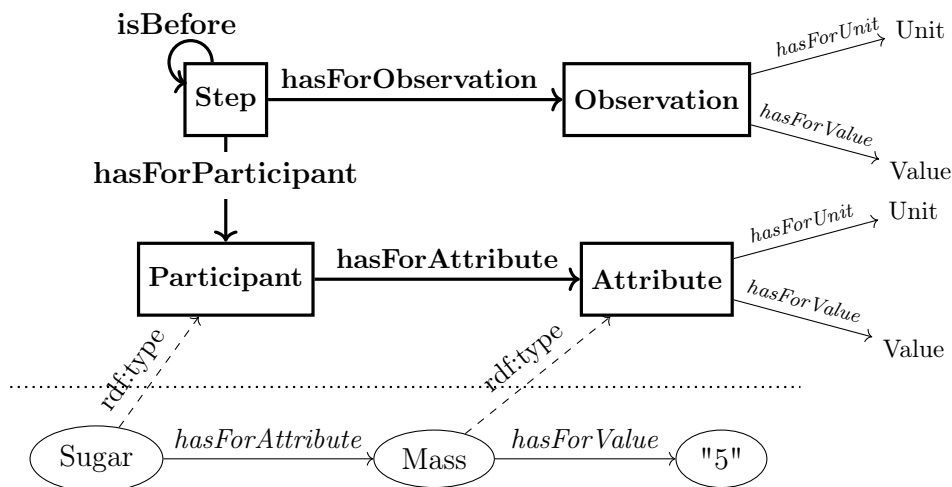 isBefore
Step
hasForObservation
Observation
hasForUnit
Unit
hasForValue
Value
hasForParticipant
Participant
hasForAttribute
Attribute
hasForUnit
Unit
hasForValue
Value
rdf:type
rdf:type
Sugar
hasForAttribute
Mass
hasForValue
"5"